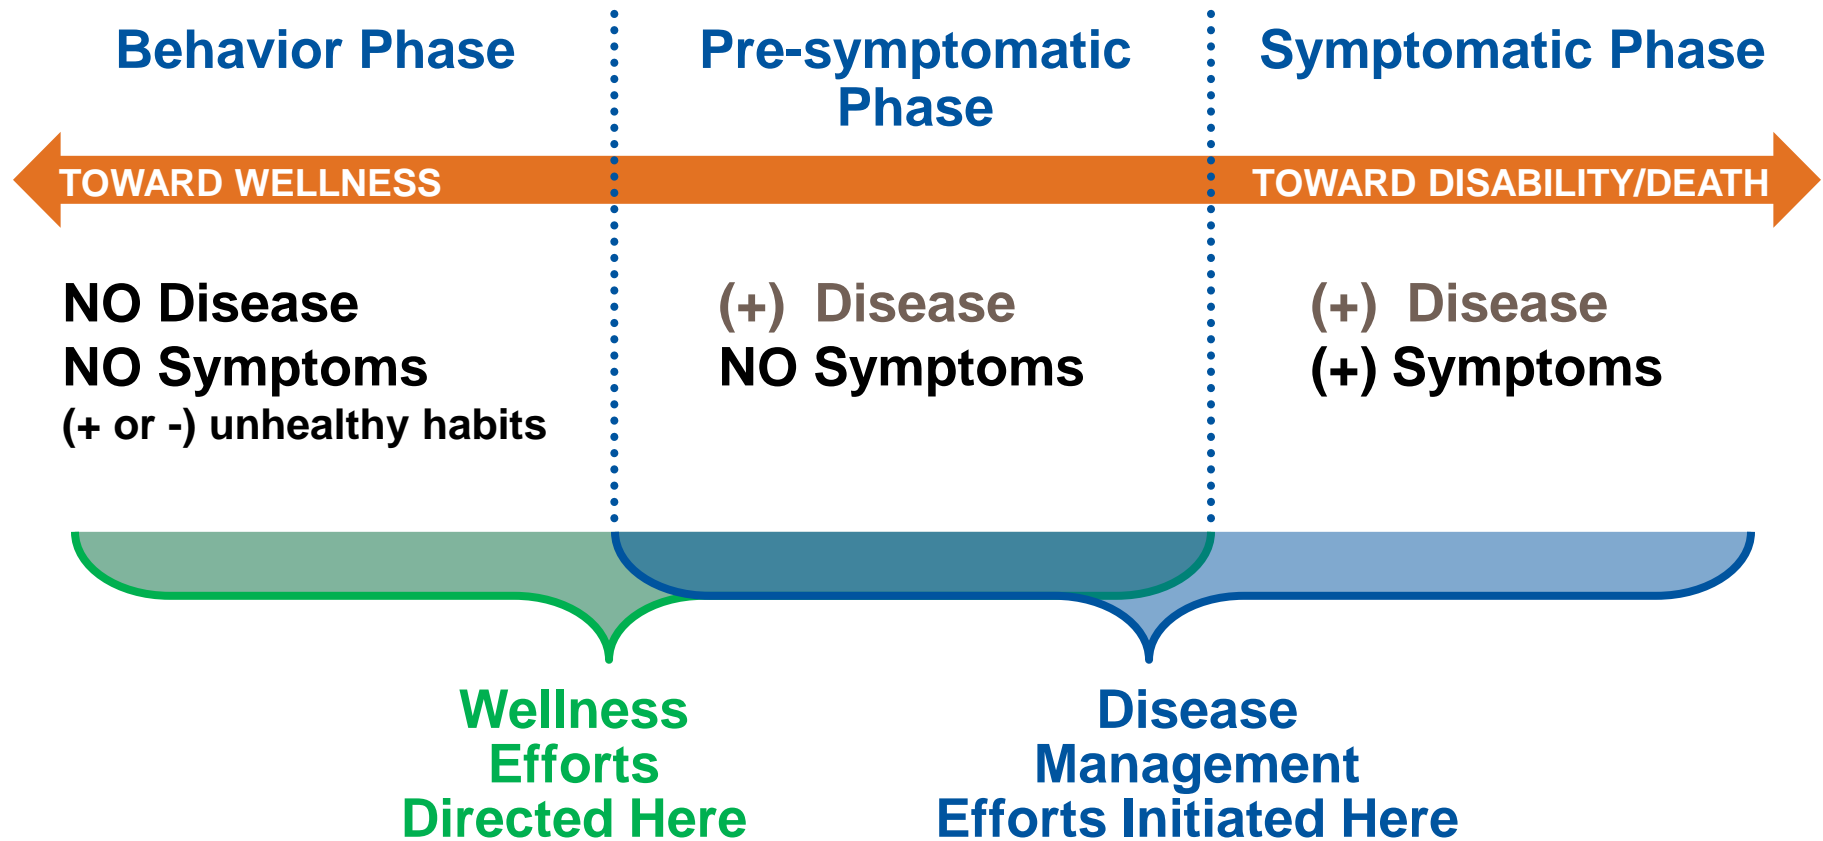 Behavior Phase
Pre-symptomatic
Phase
Symptomatic Phase
TOWARD WELLNESS
TOWARD DISABILITY/DEATH
NO Disease
NO Symptoms
(+ or -) unhealthy habits
(+) Disease
NO Symptoms
(+) Disease
(+) Symptoms
Wellness
Efforts
Directed Here
Disease
Management
Efforts Initiated Here